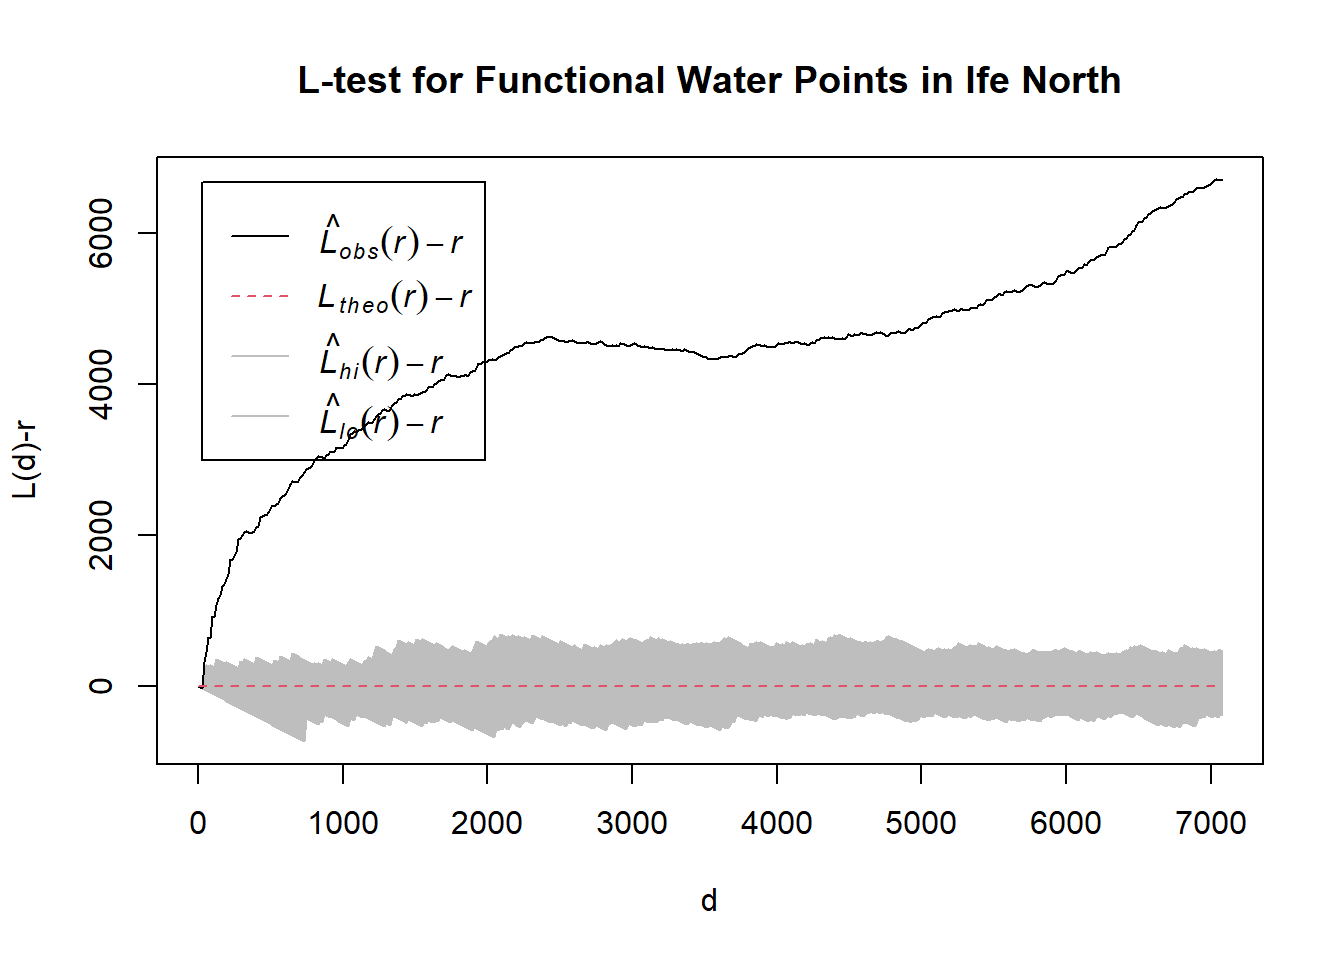 L-test for Functional Water Points in Ife North
L̂obs(r) − r
Ltheo(r) − r
L̂hi(r) − r
L̂lo(r) − r
L(d)-r
6000
4000
2000
0
0 1000 2000 3000 4000 5000 6000 7000
d